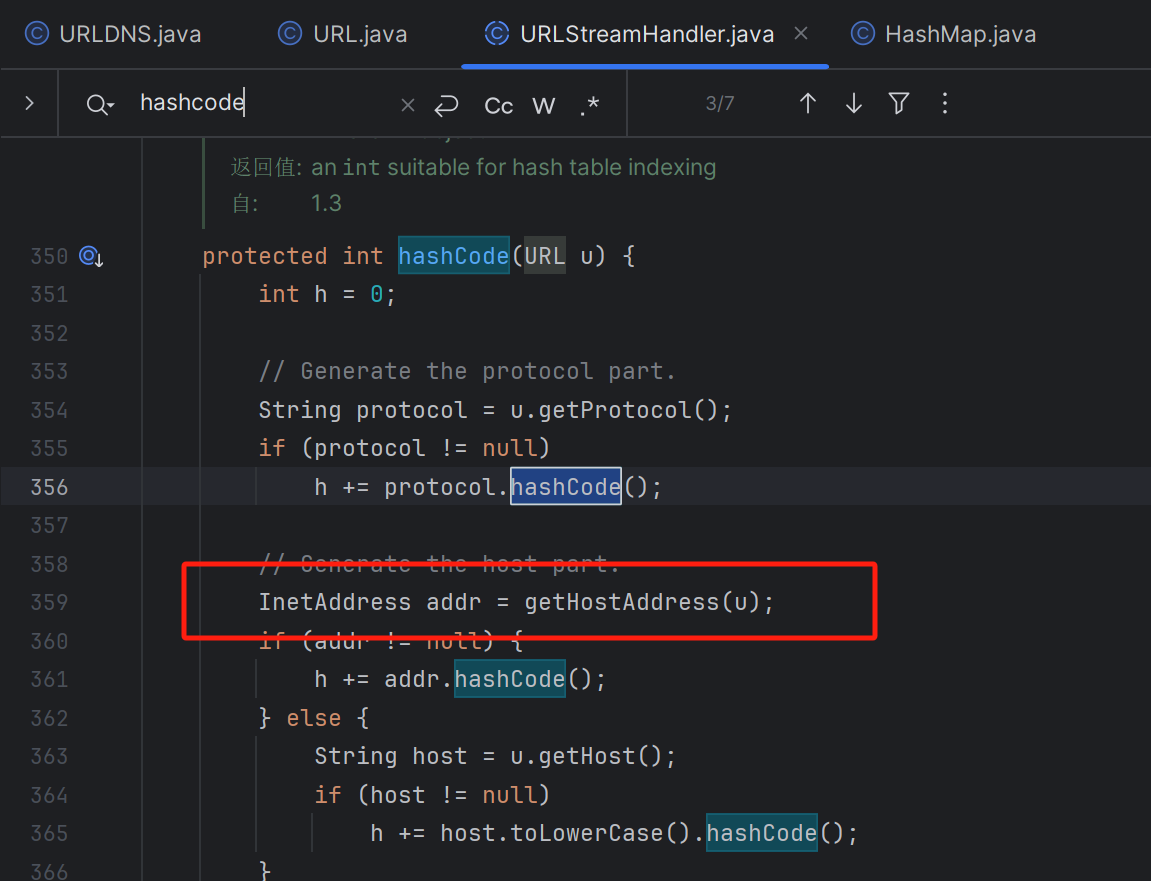 URLDNS.java URL.java URLStreamHandler.java HashMap.java
hashcode Cc W .* 3/7
返回值: an int suitable for hash table indexing
自: 1.3
350 protected int hashCode(URL u) {
351 int h = 0;
352
353 // Generate the protocol part.
354 String protocol = u.getProtocol();
355 if (protocol != null)
356 h += protocol.hashCode();
357
358 // Generate the host part.
359 InetAddress addr = getHostAddress(u);
360 if (addr != null) {
361 h += addr.hashCode();
362 } else {
363 String host = u.getHost();
364 if (host != null)
365 h += host.toLowerCase().hashCode();
366 }